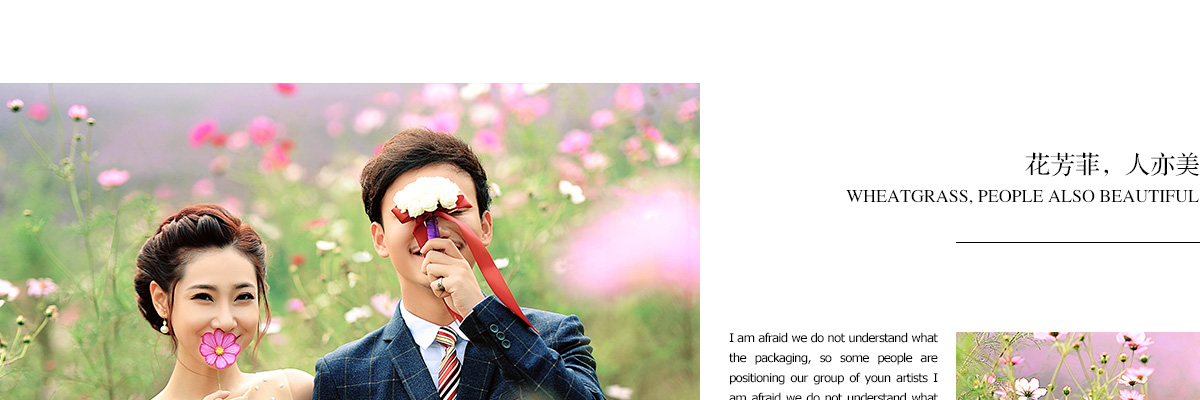 花芳菲，人亦美
WHEATGRASS, PEOPLE ALSO BEAUTIFUL
I am afraid we do not understand what
the packaging, so some people are
positioning our group of youn artists I
am afraid we do not understand what